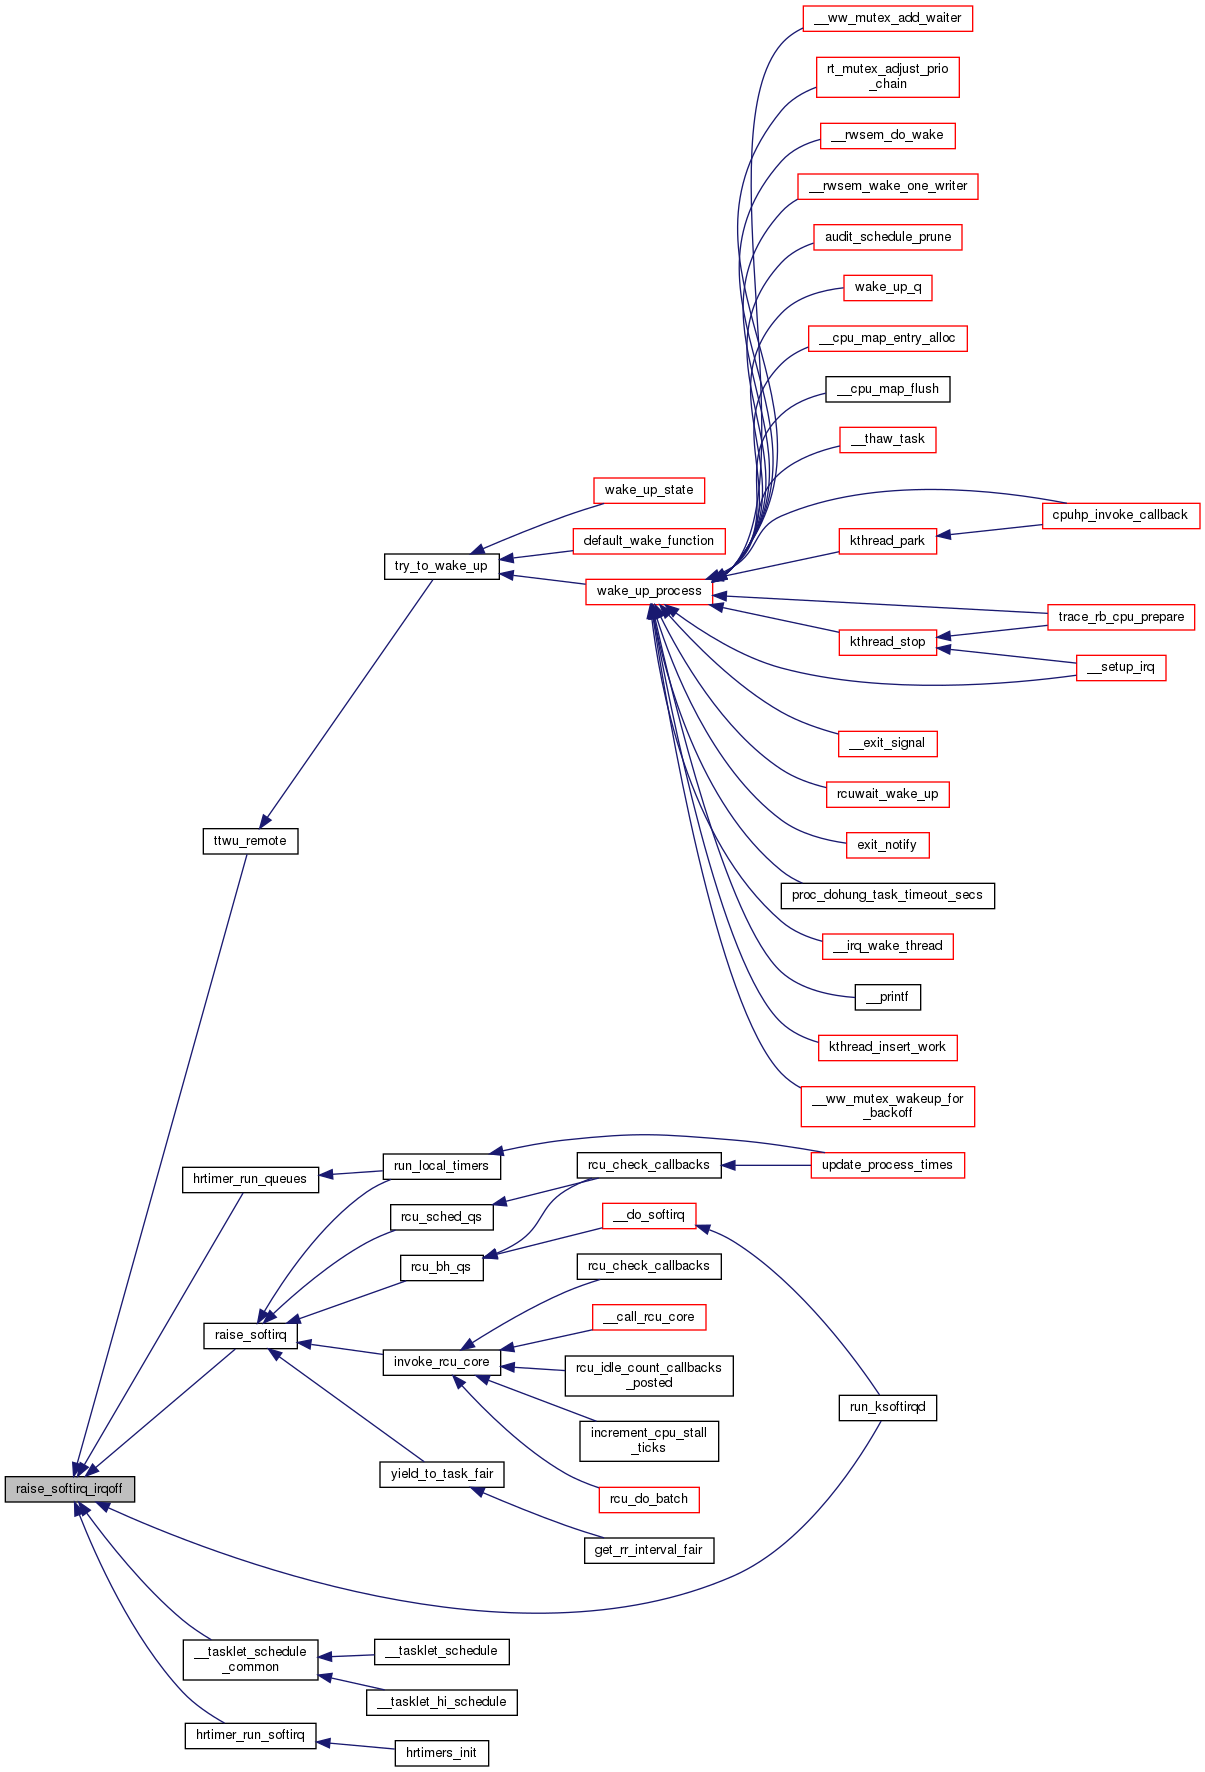 __ww_mutex_add_waiter
rt_mutex_adjust_prio
_chain
__rwsem_do_wake
__rwsem_wake_one_writer
audit_schedule_prune
wake_up_q
__cpu_map_entry_alloc
__cpu_map_flush
__thaw_task
wake_up_state
cpuhp_invoke_callback
default_wake_function
kthread_park
try_to_wake_up
wake_up_process
trace_rb_cpu_prepare
kthread_stop
__setup_irq
__exit_signal
rcuwait_wake_up
ttwu_remote
exit_notify
proc_dohung_task_timeout_secs
__irq_wake_thread
__printf
kthread_insert_work
__ww_mutex_wakeup_for
_backoff
run_local_timers
rcu_check_callbacks
update_process_times
hrtimer_run_queues
rcu_sched_qs
__do_softirq
rcu_bh_qs
rcu_check_callbacks
__call_rcu_core
raise_softirq
invoke_rcu_core
rcu_idle_count_callbacks
_posted
run_ksoftirqd
increment_cpu_stall
_ticks
yield_to_task_fair
raise_softirq_irqoff
rcu_do_batch
get_rr_interval_fair
__tasklet_schedule
_common
__tasklet_schedule
__tasklet_hi_schedule
hrtimer_run_softirq
hrtimers_init